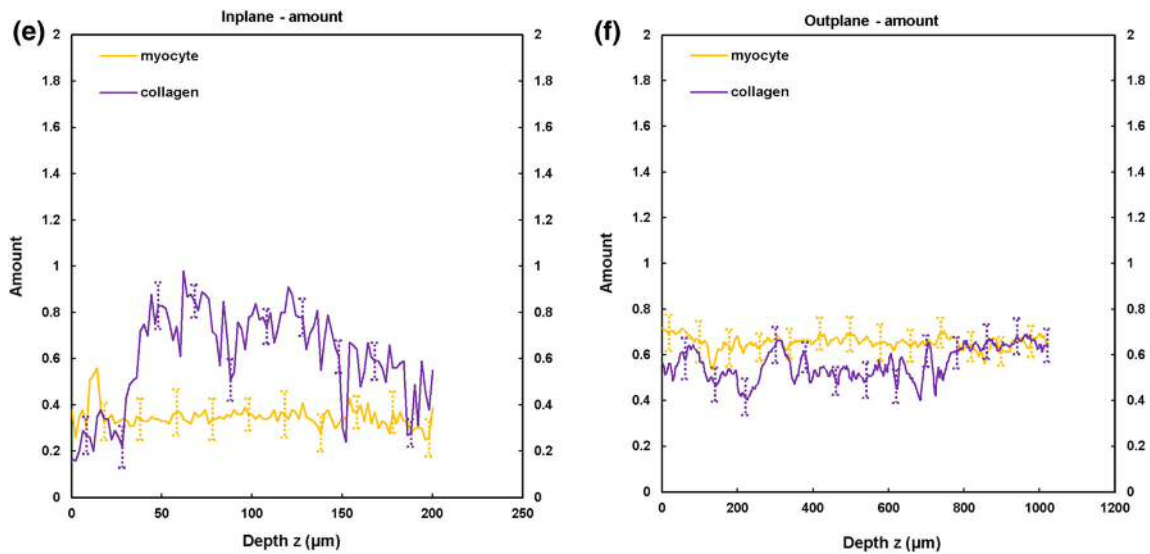 (e)
Inplane - amount
2 2
1.8 1.8
1.6 1.6
1.4 1.4
1.2 1.2
1 1
0.8 0.8
0.6 0.6
0.4 0.4
0.2 0.2
0 0
myocyte
collagen
Amount
0 50 100 150 200 250
Depth z (µm)
(f)
Outplane - amount
2 2
1.8 1.8
1.6 1.6
1.4 1.4
1.2 1.2
1 1
0.8 0.8
0.6 0.6
0.4 0.4
0.2 0.2
0 0
myocyte
collagen
Amount
0 200 400 600 800 1000 1200
Depth z (µm)